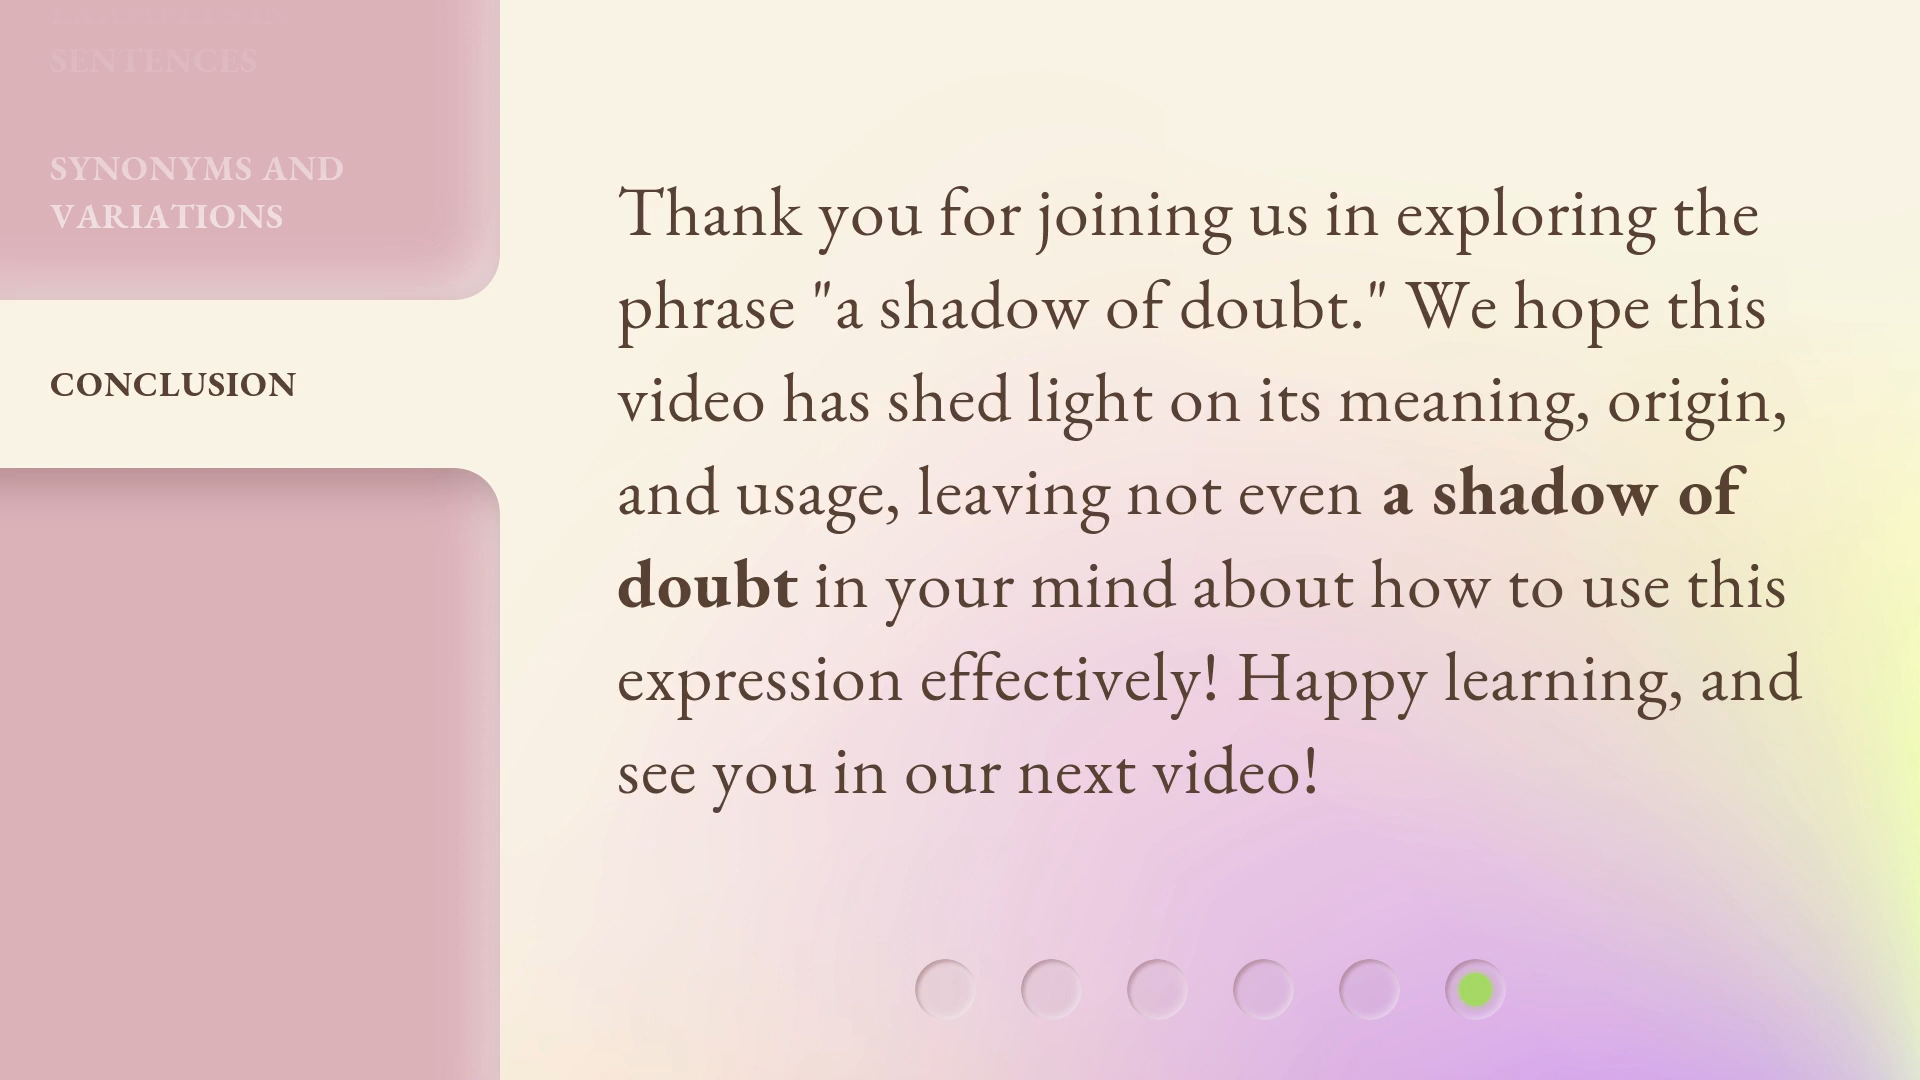 SENTENCES
SYNONYMS AND
VARIATIONS
CONCLUSION
Thank you for joining us in exploring the
phrase "a shadow of doubt." We hope this
video has shed light on its meaning, origin,
and usage, leaving not even a shadow of
doubt in your mind about how to use this
expression effectively! Happy learning, and
see you in our next video!